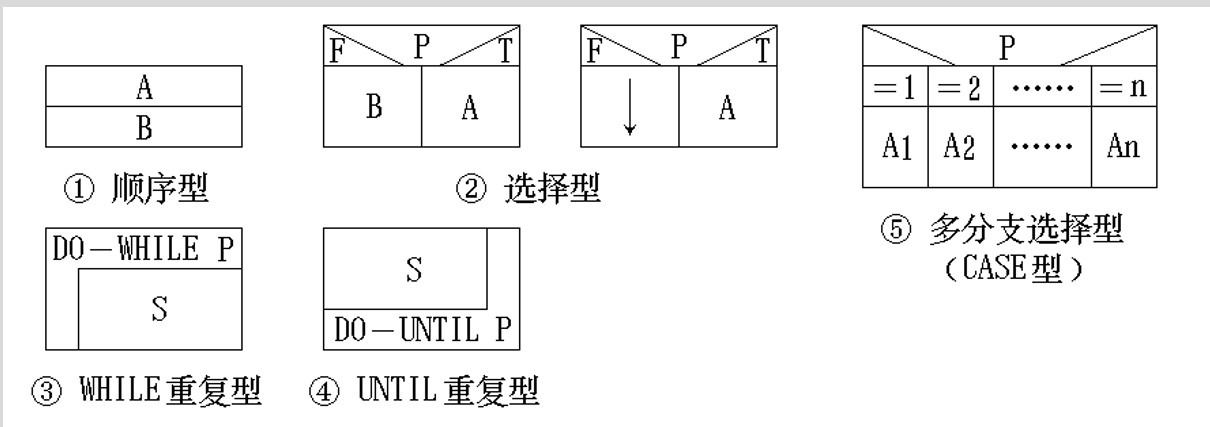 A
B
① 顺序型
F P T
B A
F P T
A
② 选择型
P
=1 =2 …… =n
A1 A2 …… An
⑤ 多分支选择型
(CASE型)
DO-WHILE P
S
③ WHILE重复型
S
DO-UNTIL P
④ UNTIL重复型